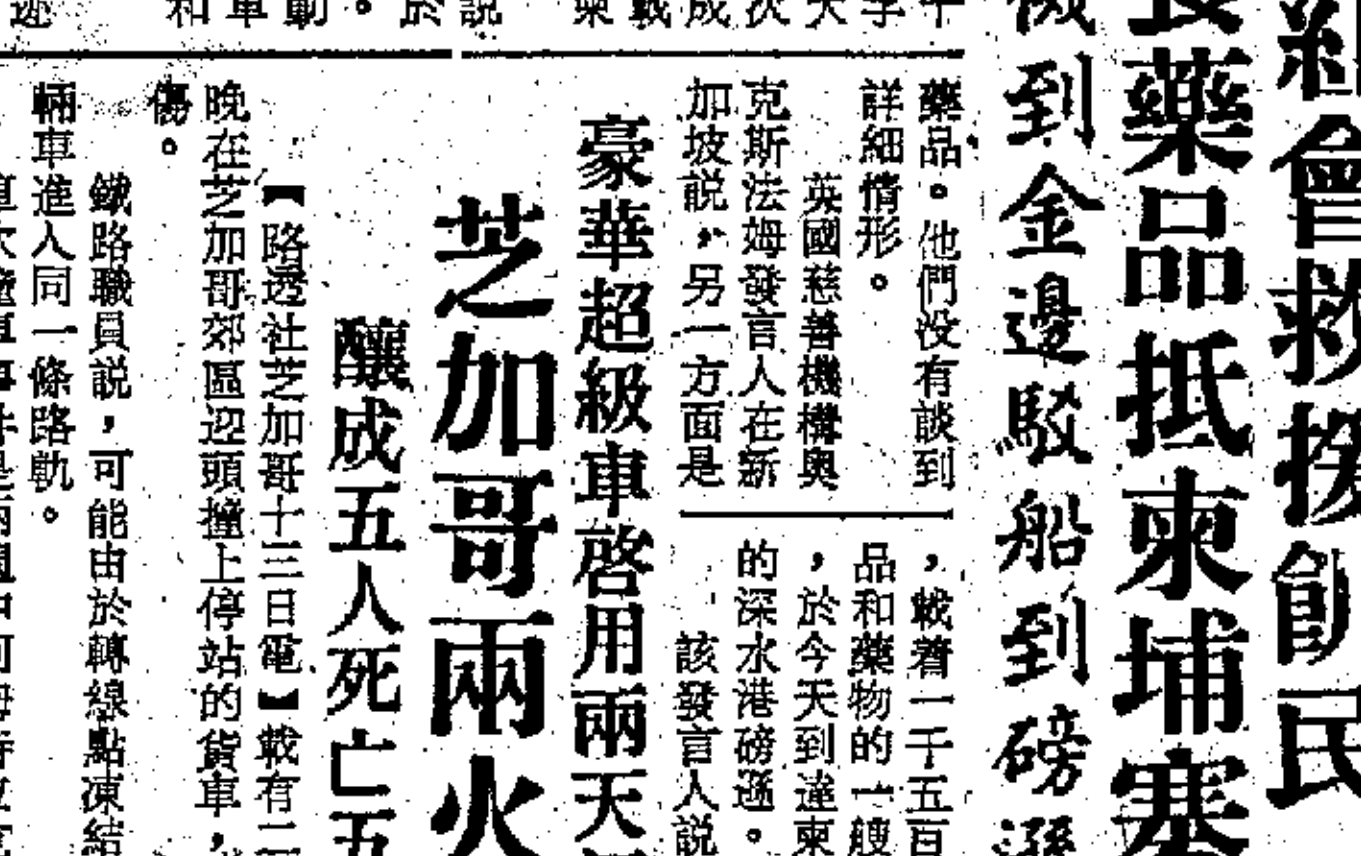 會救援飢民
藥品抵柬埔寨
到金邊駁船到磅
藥品。他們没有談到
詳細情形。
英國慈善機構奧
克斯法姆發言人在新
加坡説,另一方面是
,載着一千五百
品和藥物的一艘
,於今天到達柬
的深水港磅遜。
該發言人説
豪華超級車啓用兩天
芝加哥兩火
釀成五人死亡五
【路透社芝加哥十三日電】載有二
晚在芝加哥郊區迎頭撞上停站的貨車,
傷。
鐵路職員説,可能由於轉線點凍結
輛車進入同一條路軌。